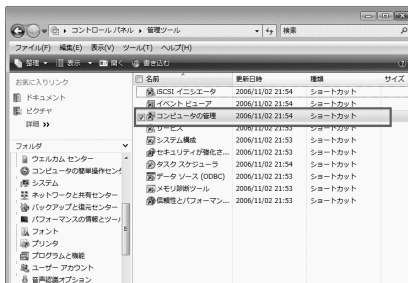 コントロール パネル ▸ 管理ツール 検索
ファイル(F) 編集(E) 表示(V) ツール(T) ヘルプ(H)
整理 表示 開く 書き込む
お気に入りリンク
ドキュメント
ピクチャ
詳細 »
フォルダ
ウエルカム センター
コンピュータの簡単操作セン
システム
ネットワークと共有センター
バックアップと復元センター
パフォーマンスの情報とツー
フォント
プリンタ
プログラムと機能
ユーザー アカウント
音声認識オプション
名前 更新日時 種類 サイズ
iSCSI イニシエータ 2006/11/02 21:54 ショートカット
イベント ビューア 2006/11/02 21:54 ショートカット
コンピュータの管理 2006/11/02 21:54 ショートカット
サービス 2006/11/02 21:53 ショートカット
システム構成 2006/11/02 21:53 ショートカット
セキュリティが強化さ... 2006/11/02 21:53 ショートカット
タスク スケジューラ 2006/11/02 21:54 ショートカット
データ ソース (ODBC) 2006/11/02 21:53 ショートカット
メモリ診断ツール 2006/11/02 21:53 ショートカット
信頼性とパフォーマン... 2006/11/02 21:53 ショートカット